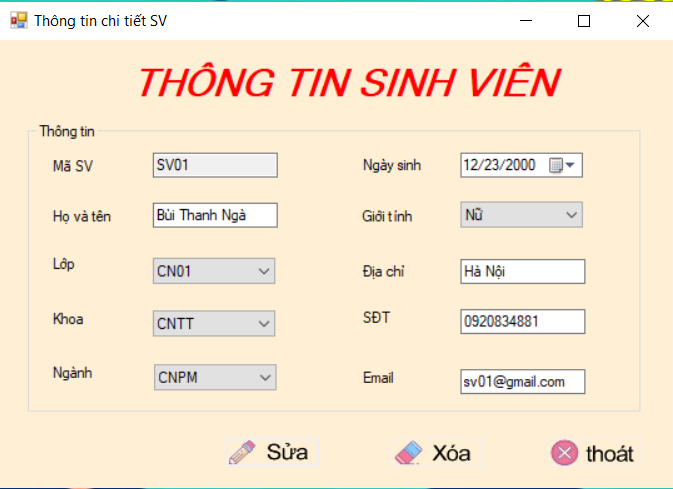 Thông tin chi tiết SV
THÔNG TIN SINH VIÊN
Thông tin
Mã SV SV01 Ngày sinh 12/23/2000
Họ và tên Bùi Thanh Ngà Giới tính Nữ
Lớp CN01 Địa chỉ Hà Nội
Khoa CNTT SĐT 0920834881
Ngành CNPM Email sv01@gmail.com
Sửa Xóa thoát